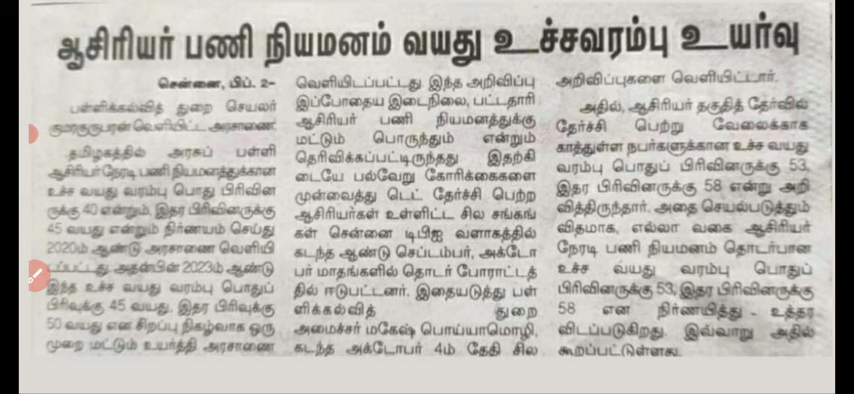 ஆசிரியர் பணி நியமனம் வயது உச்சவரம்பு உயர்வு
சென்னை, பிப். 2–
பள்ளிக்கல்வித் துறை செயலர்
குமரகுருபரன் வெளியிட்ட அரசாணை:
தமிழகத்தில் அரசுப் பள்ளி
ஆசிரியர் நேரடி பணி நியமனத்துக்கான
உச்ச வயது வரம்பு பொது பிரிவின
ருக்கு 40 என்றும், இதர பிரிவினருக்கு
45 வயது என்றும் நிர்ணயம் செய்து
2020ம் ஆண்டு அரசாணை வெளியி
டப்பட்டது. அதன்பின் 2023ம் ஆண்டு
இந்த உச்ச வயது வரம்பு பொதுப்
பிரிவுக்கு 45 வயது, இதர பிரிவுக்கு
50 வயது என சிறப்பு நிகழ்வாக ஒரு
முறை மட்டும் உயர்த்தி அரசாணை
வெளியிடப்பட்டது. இந்த அறிவிப்பு
இப்போதைய இடைநிலை, பட்டதாரி
ஆசிரியர் பணி நியமனத்துக்கு
மட்டும் பொருந்தும் என்றும்
தெரிவிக்கப்பட்டிருந்தது இதற்கி
டையே பல்வேறு கோரிக்கைகளை
முன்வைத்து டெட் தேர்ச்சி பெற்ற
ஆசிரியர்கள் உள்ளிட்ட சில சங்கங்
கள் சென்னை டிபிஐ வளாகத்தில்
கடந்த ஆண்டு செப்டம்பர், அக்டோ
பர் மாதங்களில் தொடர் போராட்டத்
தில் ஈடுபட்டனர். இதையடுத்து பள்
ளிக்கல்வித் துறை
அமைச்சர் மகேஷ் பொய்யாமொழி,
கடந்த அக்டோபர் 4ம் தேதி சில
அறிவிப்புகளை வெளியிட்டார்.
அதில், ஆசிரியர் தகுதித் தேர்வில்
தேர்ச்சி பெற்று வேலைக்காக
காத்துள்ள நபர்களுக்கான உச்ச வயது
வரம்பு பொதுப் பிரிவினருக்கு 53,
இதர பிரிவினருக்கு 58 என்று அறி
வித்திருந்தார். அதை செயல்படுத்தும்
விதமாக, எல்லா வகை ஆசிரியர்
நேரடி பணி நியமனம் தொடர்பான
உச்ச வயது வரம்பு பொதுப்
பிரிவினருக்கு 53, இதர பிரிவினருக்கு
58 என நிர்ணயித்து உத்தர
விடப்படுகிறது. இவ்வாறு அதில்
கூறப்பட்டுள்ளது.